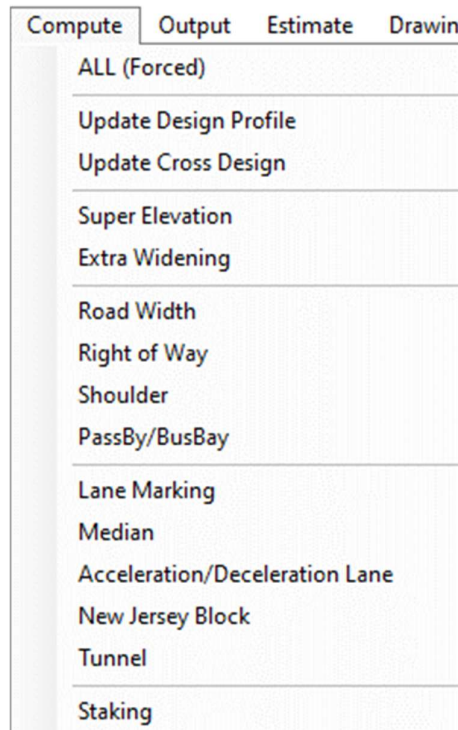 Compute Output Estimate Drawin
ALL (Forced)
Update Design Profile
Update Cross Design
Super Elevation
Extra Widening
Road Width
Right of Way
Shoulder
PassBy/BusBay
Lane Marking
Median
Acceleration/Deceleration Lane
New Jersey Block
Tunnel
Staking